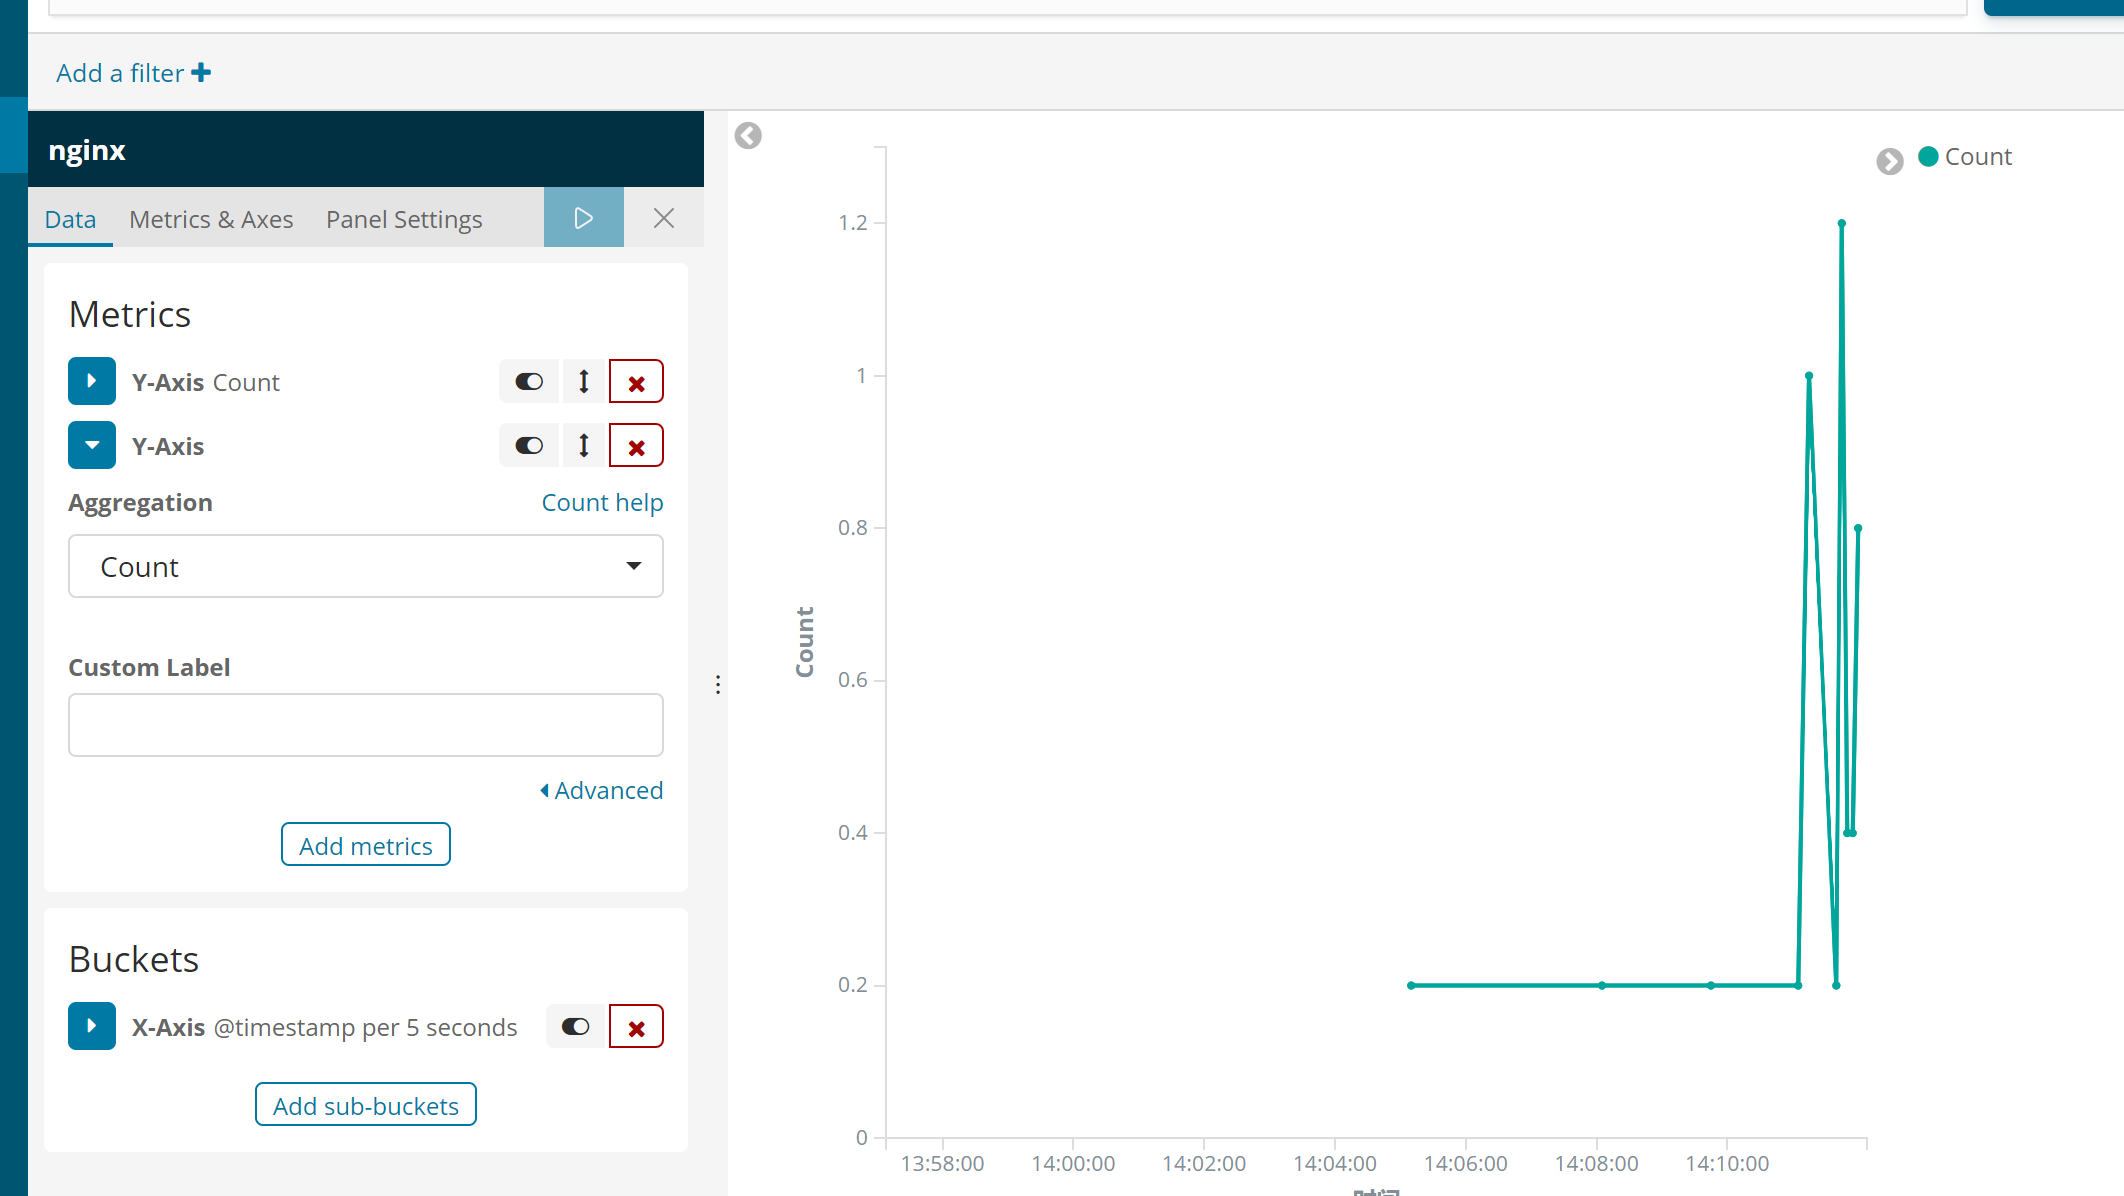 Add a filter
nginx
Data
Metrics & Axes
Panel Settings
Metrics
Y-Axis Count
Y-Axis
Aggregation
Count help
Count
Custom Label
Advanced
Add metrics
Buckets
X-Axis @timestamp per 5 seconds
Add sub-buckets
Count
1.2
1
0.8
0.6
0.4
0.2
0
Count
13:58:00
14:00:00
14:02:00
14:04:00
14:06:00
14:08:00
14:10:00